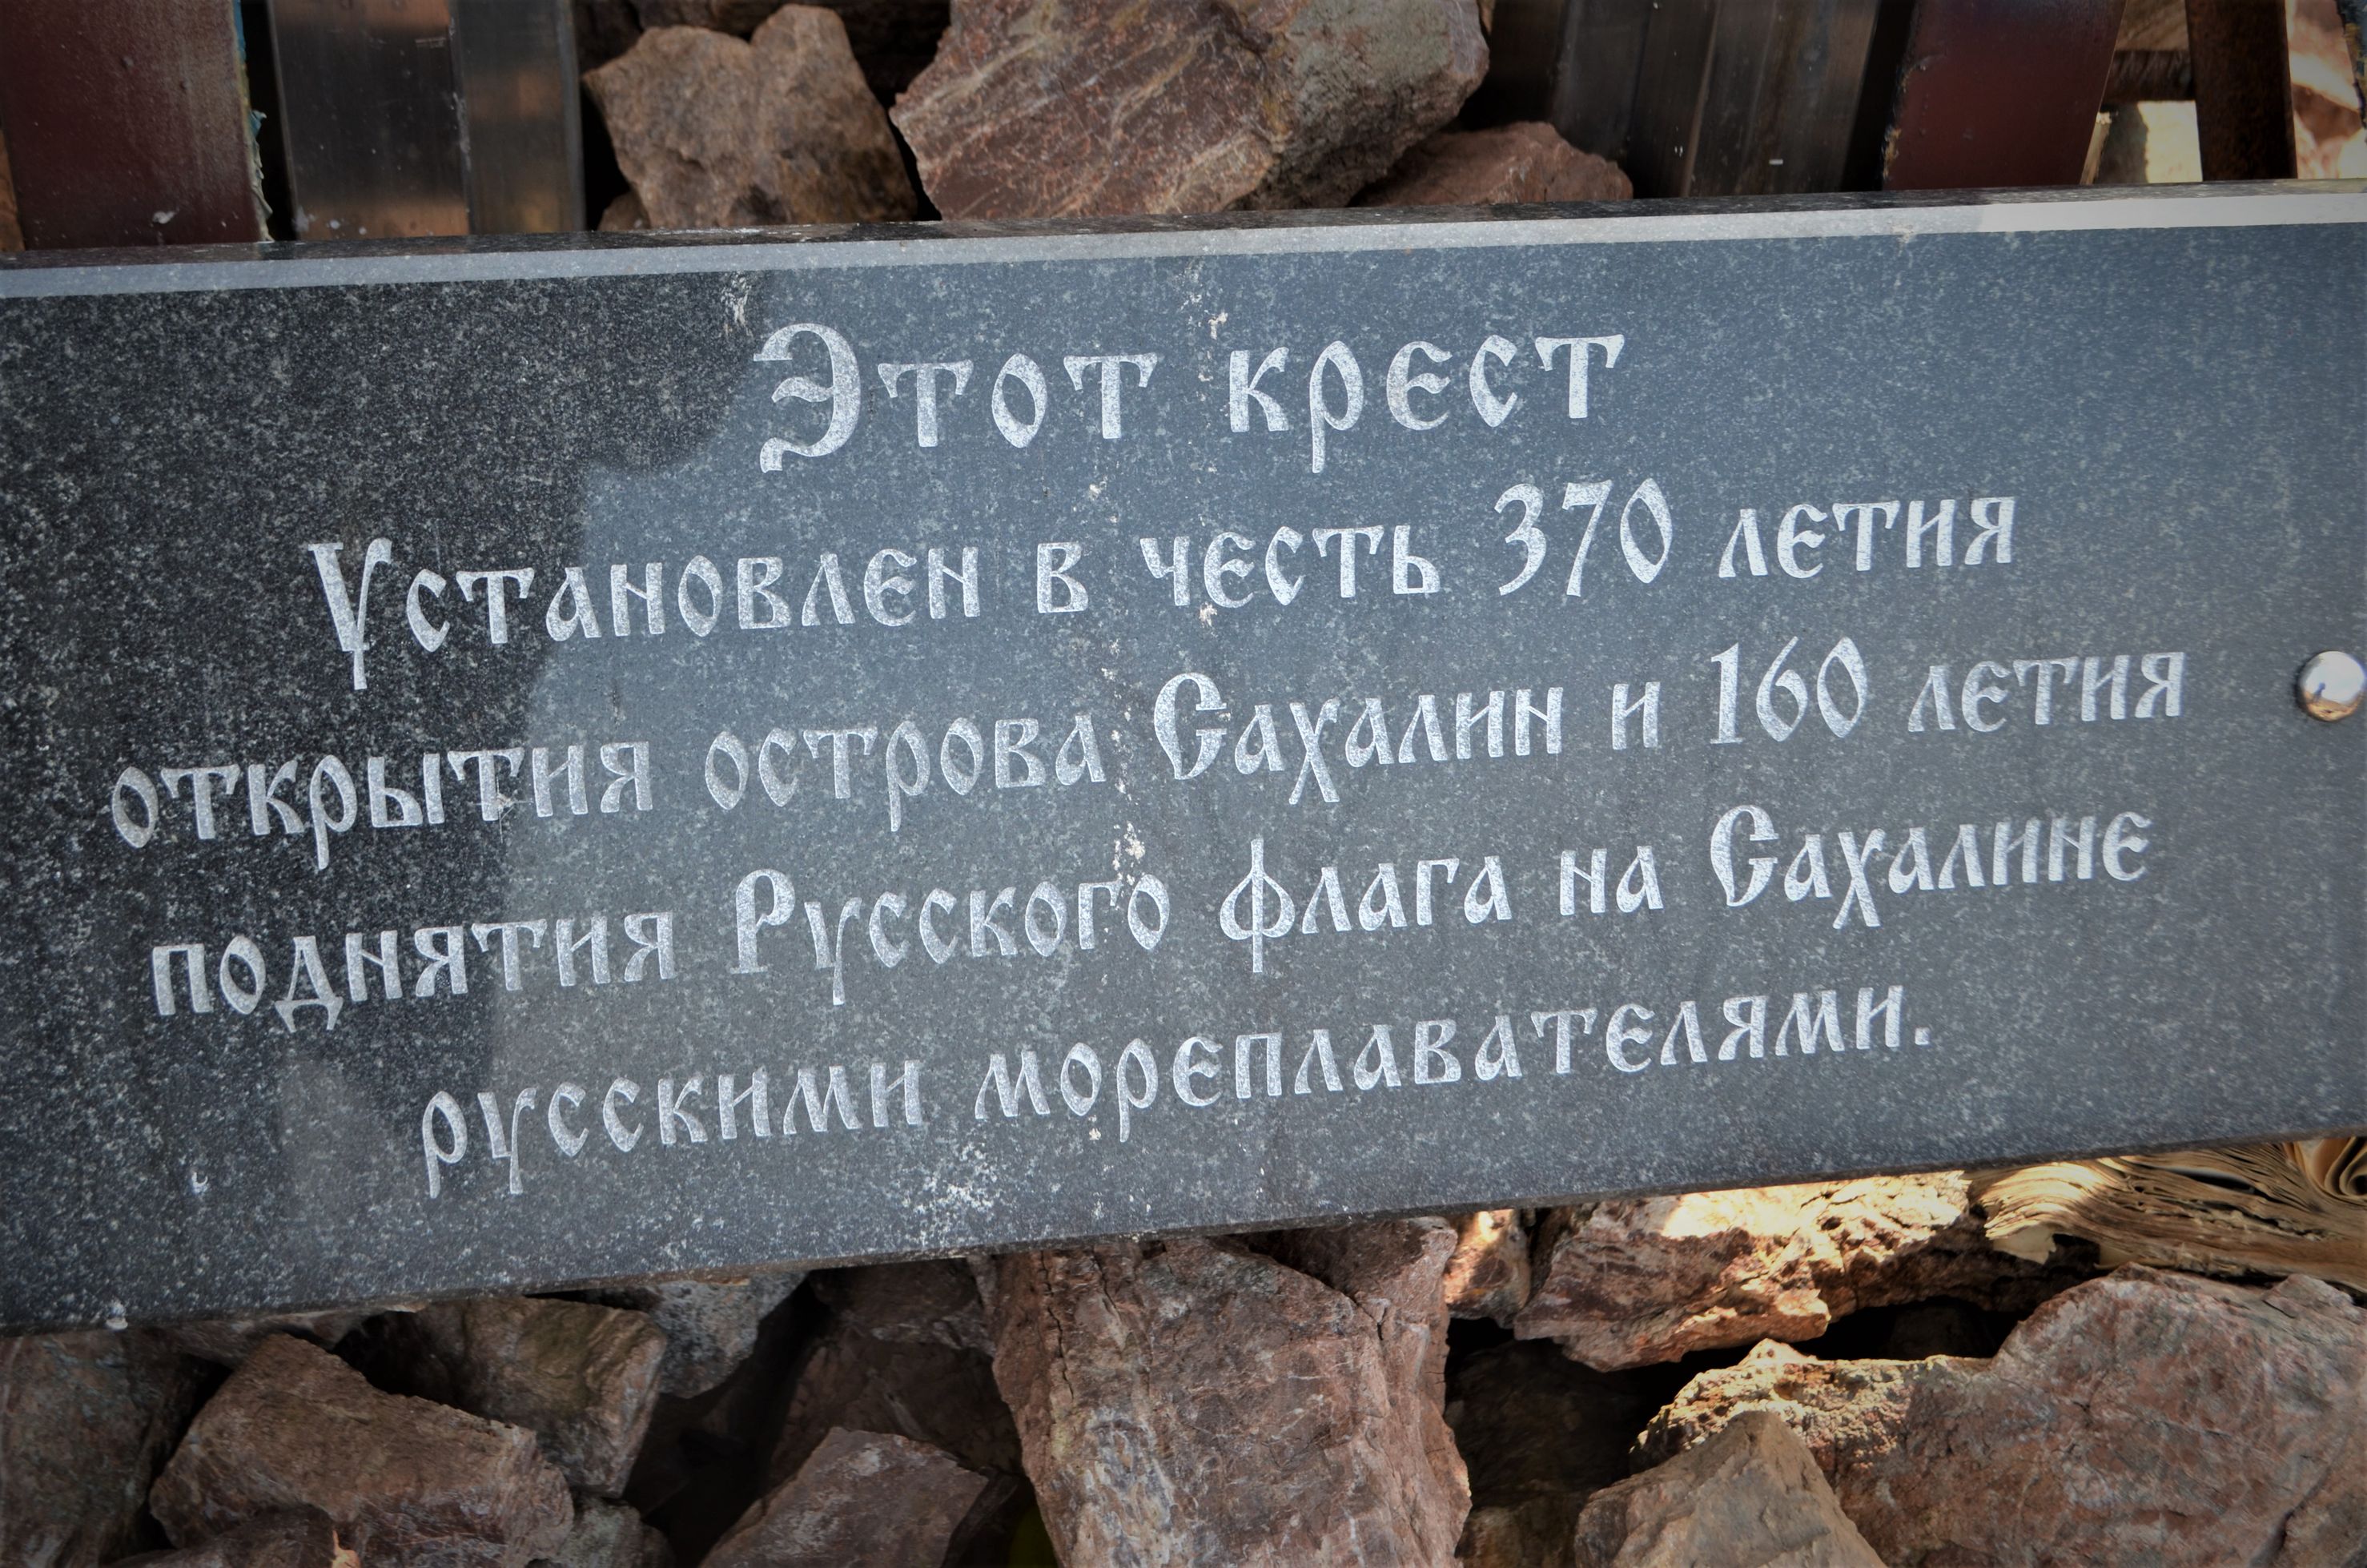 Этот крест
Установлен в честь 370 летия
открытия острова Сахалин и 160 летия
поднятия Русского флага на Сахалине
русскими мореплавателями.